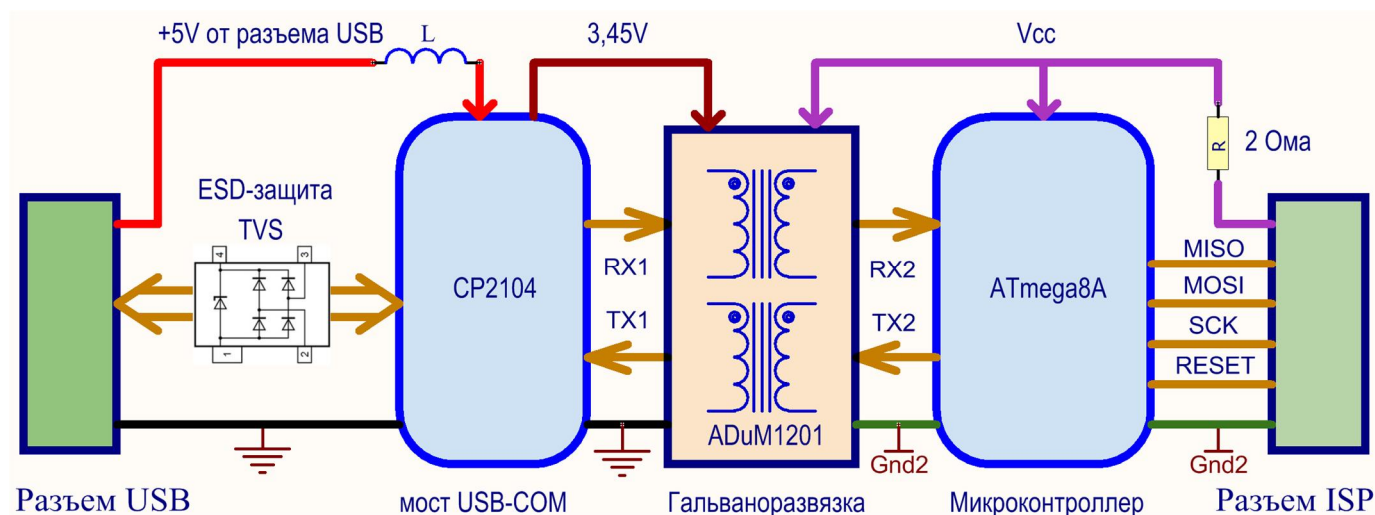 +5V от разъема USB
L
3,45V
Vcc
R
2 Ома
ESD-защита
TVS
4
3
1
2
CP2104
RX1
TX1
ADuM1201
RX2
TX2
ATmega8A
MISO
MOSI
SCK
RESET
Gnd2
Gnd2
Разъем USB
мост USB-COM
Гальваноразвязка
Микроконтроллер
Разъем ISP